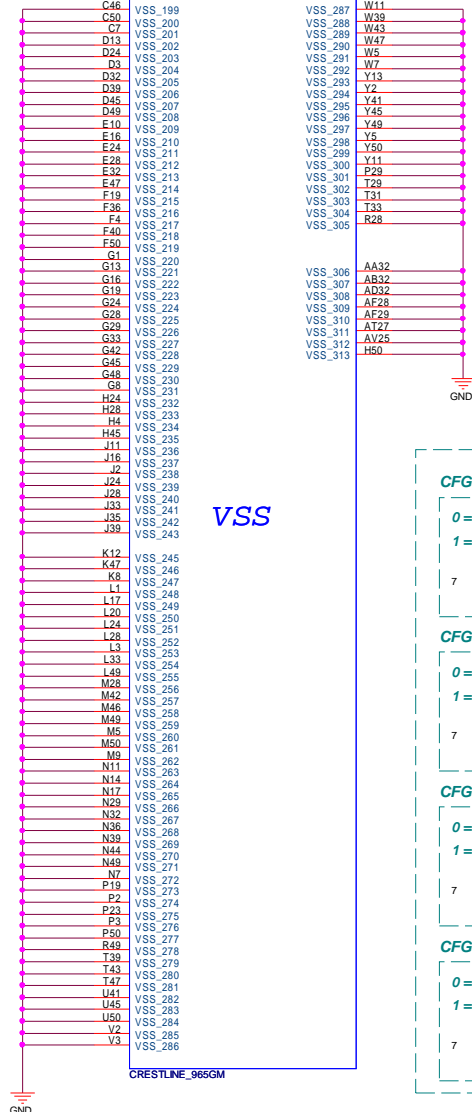 C46 VSS_199
C50 VSS_200
C7 VSS_201
D13 VSS_202
D24 VSS_203
D3 VSS_204
D32 VSS_205
D39 VSS_206
D45 VSS_207
D49 VSS_208
E10 VSS_209
E16 VSS_210
E24 VSS_211
E28 VSS_212
E32 VSS_213
E47 VSS_214
F19 VSS_215
F36 VSS_216
F4 VSS_217
F40 VSS_218
F50 VSS_219
G1 VSS_220
G13 VSS_221
G16 VSS_222
G19 VSS_223
G24 VSS_224
G28 VSS_225
G29 VSS_226
G33 VSS_227
G42 VSS_228
G45 VSS_229
G48 VSS_230
G8 VSS_231
H24 VSS_232
H28 VSS_233
H4 VSS_234
H45 VSS_235
J11 VSS_236
J16 VSS_237
J2 VSS_238
J24 VSS_239
J28 VSS_240
J33 VSS_241
J35 VSS_242
J39 VSS_243
K12 VSS_245
K47 VSS_246
K8 VSS_247
L1 VSS_248
L17 VSS_249
L20 VSS_250
L24 VSS_251
L28 VSS_252
L3 VSS_253
L33 VSS_254
L49 VSS_255
M28 VSS_256
M42 VSS_257
M46 VSS_258
M49 VSS_259
M5 VSS_260
M50 VSS_261
M9 VSS_262
N11 VSS_263
N14 VSS_264
N17 VSS_265
N29 VSS_266
N32 VSS_267
N36 VSS_268
N39 VSS_269
N44 VSS_270
N49 VSS_271
N7 VSS_272
P19 VSS_273
P2 VSS_274
P23 VSS_275
P3 VSS_276
P50 VSS_277
R49 VSS_278
T39 VSS_279
T43 VSS_280
T47 VSS_281
U41 VSS_282
U45 VSS_283
U50 VSS_284
V2 VSS_285
V3 VSS_286
GND
VSS
CRESTLINE_965GM
VSS_287 W11
VSS_288 W39
VSS_289 W43
VSS_290 W47
VSS_291 W5
VSS_292 W7
VSS_293 Y13
VSS_294 Y2
VSS_295 Y41
VSS_296 Y45
VSS_297 Y49
VSS_298 Y5
VSS_299 Y50
VSS_300 Y11
VSS_301 P29
VSS_302 T29
VSS_303 T31
VSS_304 T33
VSS_305 R28
VSS_306 AA32
VSS_307 AB32
VSS_308 AD32
VSS_309 AF28
VSS_310 AF29
VSS_311 AT27
VSS_312 AV25
VSS_313 H50
GND
CFG
0 =
1 =
7
CFG
0 =
1 =
7
CFG
0 =
1 =
7
CFG
0 =
1 =
7